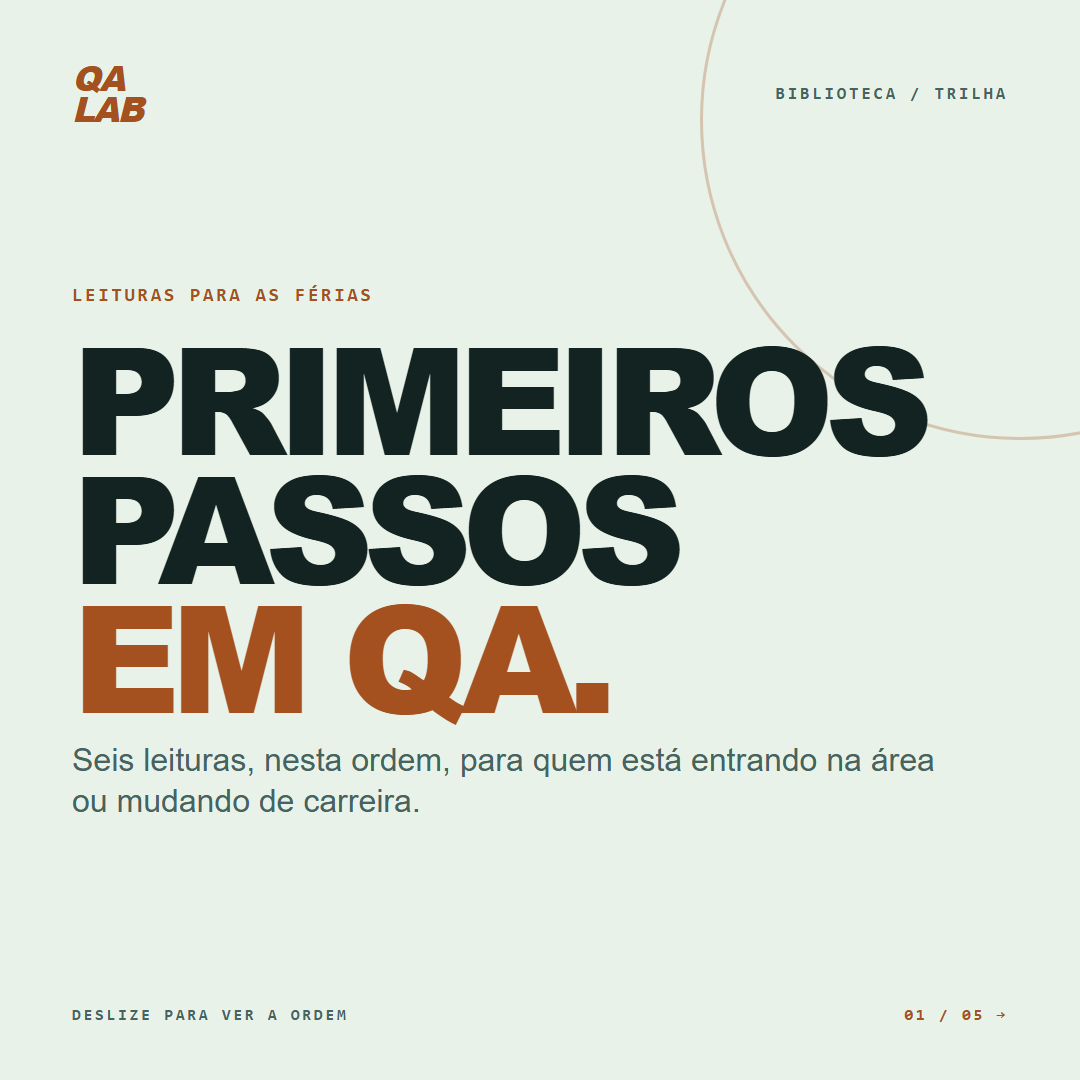 QA
LAB
BIBLIOTECA / TRILHA
LEITURAS PARA AS FÉRIAS
PRIMEIROS
PASSOS
EM QA.
Seis leituras, nesta ordem, para quem está entrando na área
ou mudando de carreira.
DESLIZE PARA VER A ORDEM
01 / 05 →